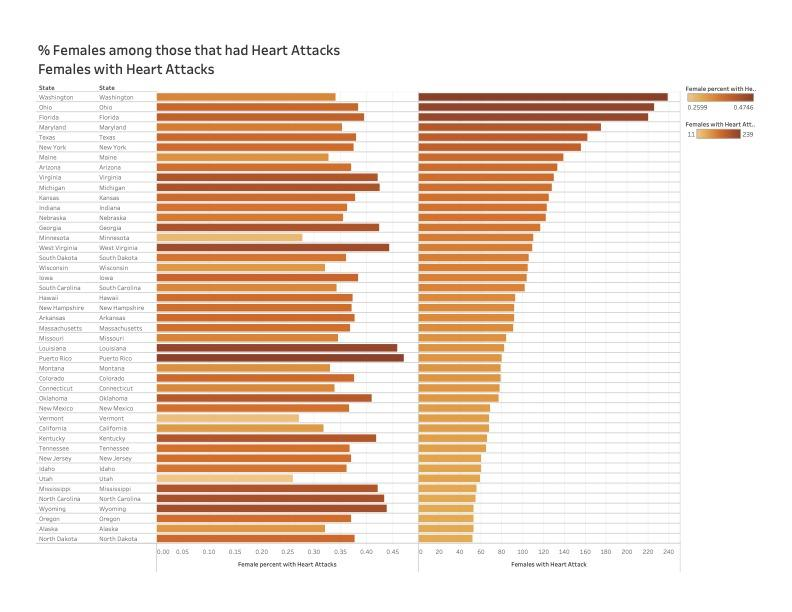 % Females among those that had Heart Attacks
Females with Heart Attacks
State State
Washington Washington
Ohio Ohio
Florida Florida
Maryland Maryland
Texas Texas
New York New York
Maine Maine
Arizona Arizona
Virginia Virginia
Michigan Michigan
Kansas Kansas
Indiana Indiana
Nebraska Nebraska
Georgia Georgia
Minnesota Minnesota
West Virginia West Virginia
South Dakota South Dakota
Wisconsin Wisconsin
Iowa Iowa
South Carolina South Carolina
Hawaii Hawaii
New Hampshire New Hampshire
Arkansas Arkansas
Massachusetts Massachusetts
Missouri Missouri
Louisiana Louisiana
Puerto Rico Puerto Rico
Montana Montana
Colorado Colorado
Connecticut Connecticut
Oklahoma Oklahoma
New Mexico New Mexico
Vermont Vermont
California California
Kentucky Kentucky
Tennessee Tennessee
New Jersey New Jersey
Idaho Idaho
Utah Utah
Mississippi Mississippi
North Carolina North Carolina
Wyoming Wyoming
Oregon Oregon
Alaska Alaska
North Dakota North Dakota
0.00 0.05 0.10 0.15 0.20 0.25 0.30 0.35 0.40 0.45
Female percent with Heart Attacks
0 20 40 60 80 100 120 140 160 180 200 220 240
Females with Heart Attack
Female percent with He..
0.2599 0.4746
Females with Heart Att..
11 239